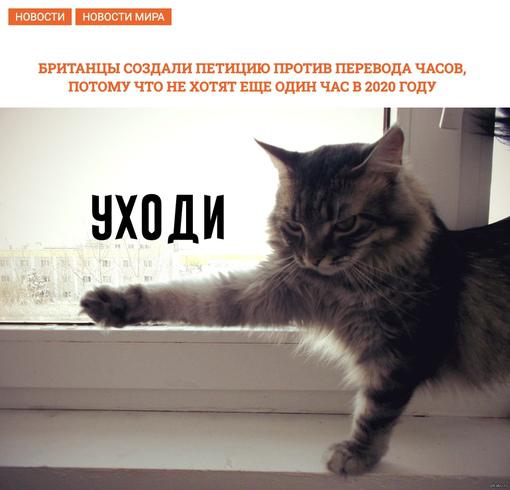 НОВОСТИ НОВОСТИ МИРА
БРИТАНЦЫ СОЗДАЛИ ПЕТИЦИЮ ПРОТИВ ПЕРЕВОДА ЧАСОВ,
ПОТОМУ ЧТО НЕ ХОТЯТ ЕЩЕ ОДИН ЧАС В 2020 ГОДУ
УХОДИ